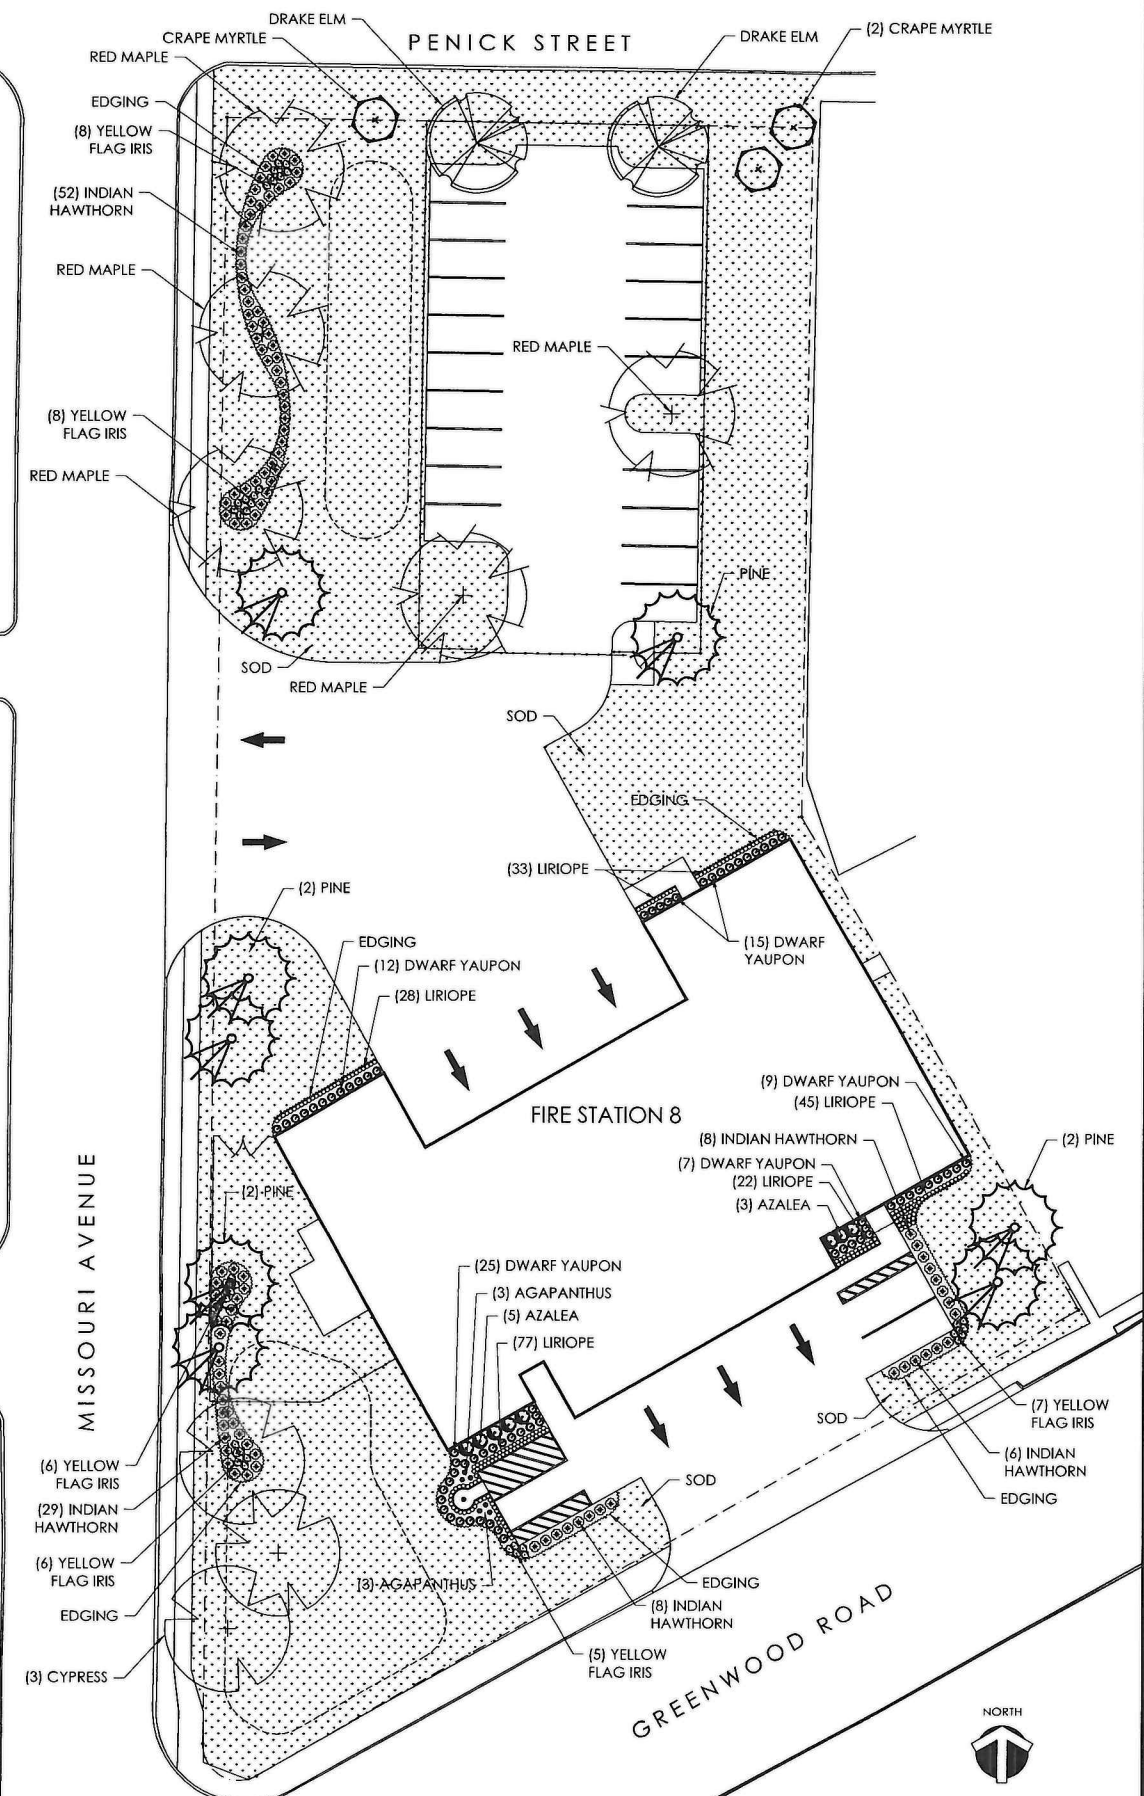 DRAKE ELM
CRAPE MYRTLE
PENICK STREET
DRAKE ELM
(2) CRAPE MYRTLE
RED MAPLE
EDGING
(8) YELLOW
FLAG IRIS
(52) INDIAN
HAWTHORN
RED MAPLE
RED MAPLE
(8) YELLOW
FLAG IRIS
RED MAPLE
PINE
SOD
RED MAPLE
SOD
EDGING
(33) LIRIOPE
(2) PINE
EDGING
(12) DWARF YAUPON
(28) LIRIOPE
(15) DWARF
YAUPON
FIRE STATION 8
(9) DWARF YAUPON
(45) LIRIOPE
(8) INDIAN HAWTHORN
(7) DWARF YAUPON
(22) LIRIOPE
(3) AZALEA
(2) PINE
(2) PINE
MISSOURI AVENUE
(25) DWARF YAUPON
(3) AGAPANTHUS
(5) AZALEA
(77) LIRIOPE
SOD
(7) YELLOW
FLAG IRIS
(6) INDIAN
HAWTHORN
EDGING
(6) YELLOW
FLAG IRIS
(29) INDIAN
HAWTHORN
(6) YELLOW
FLAG IRIS
EDGING
(3) CYPRESS
SOD
(3) AGAPANTHUS
EDGING
(8) INDIAN
HAWTHORN
(5) YELLOW
FLAG IRIS
GREENWOOD ROAD
NORTH